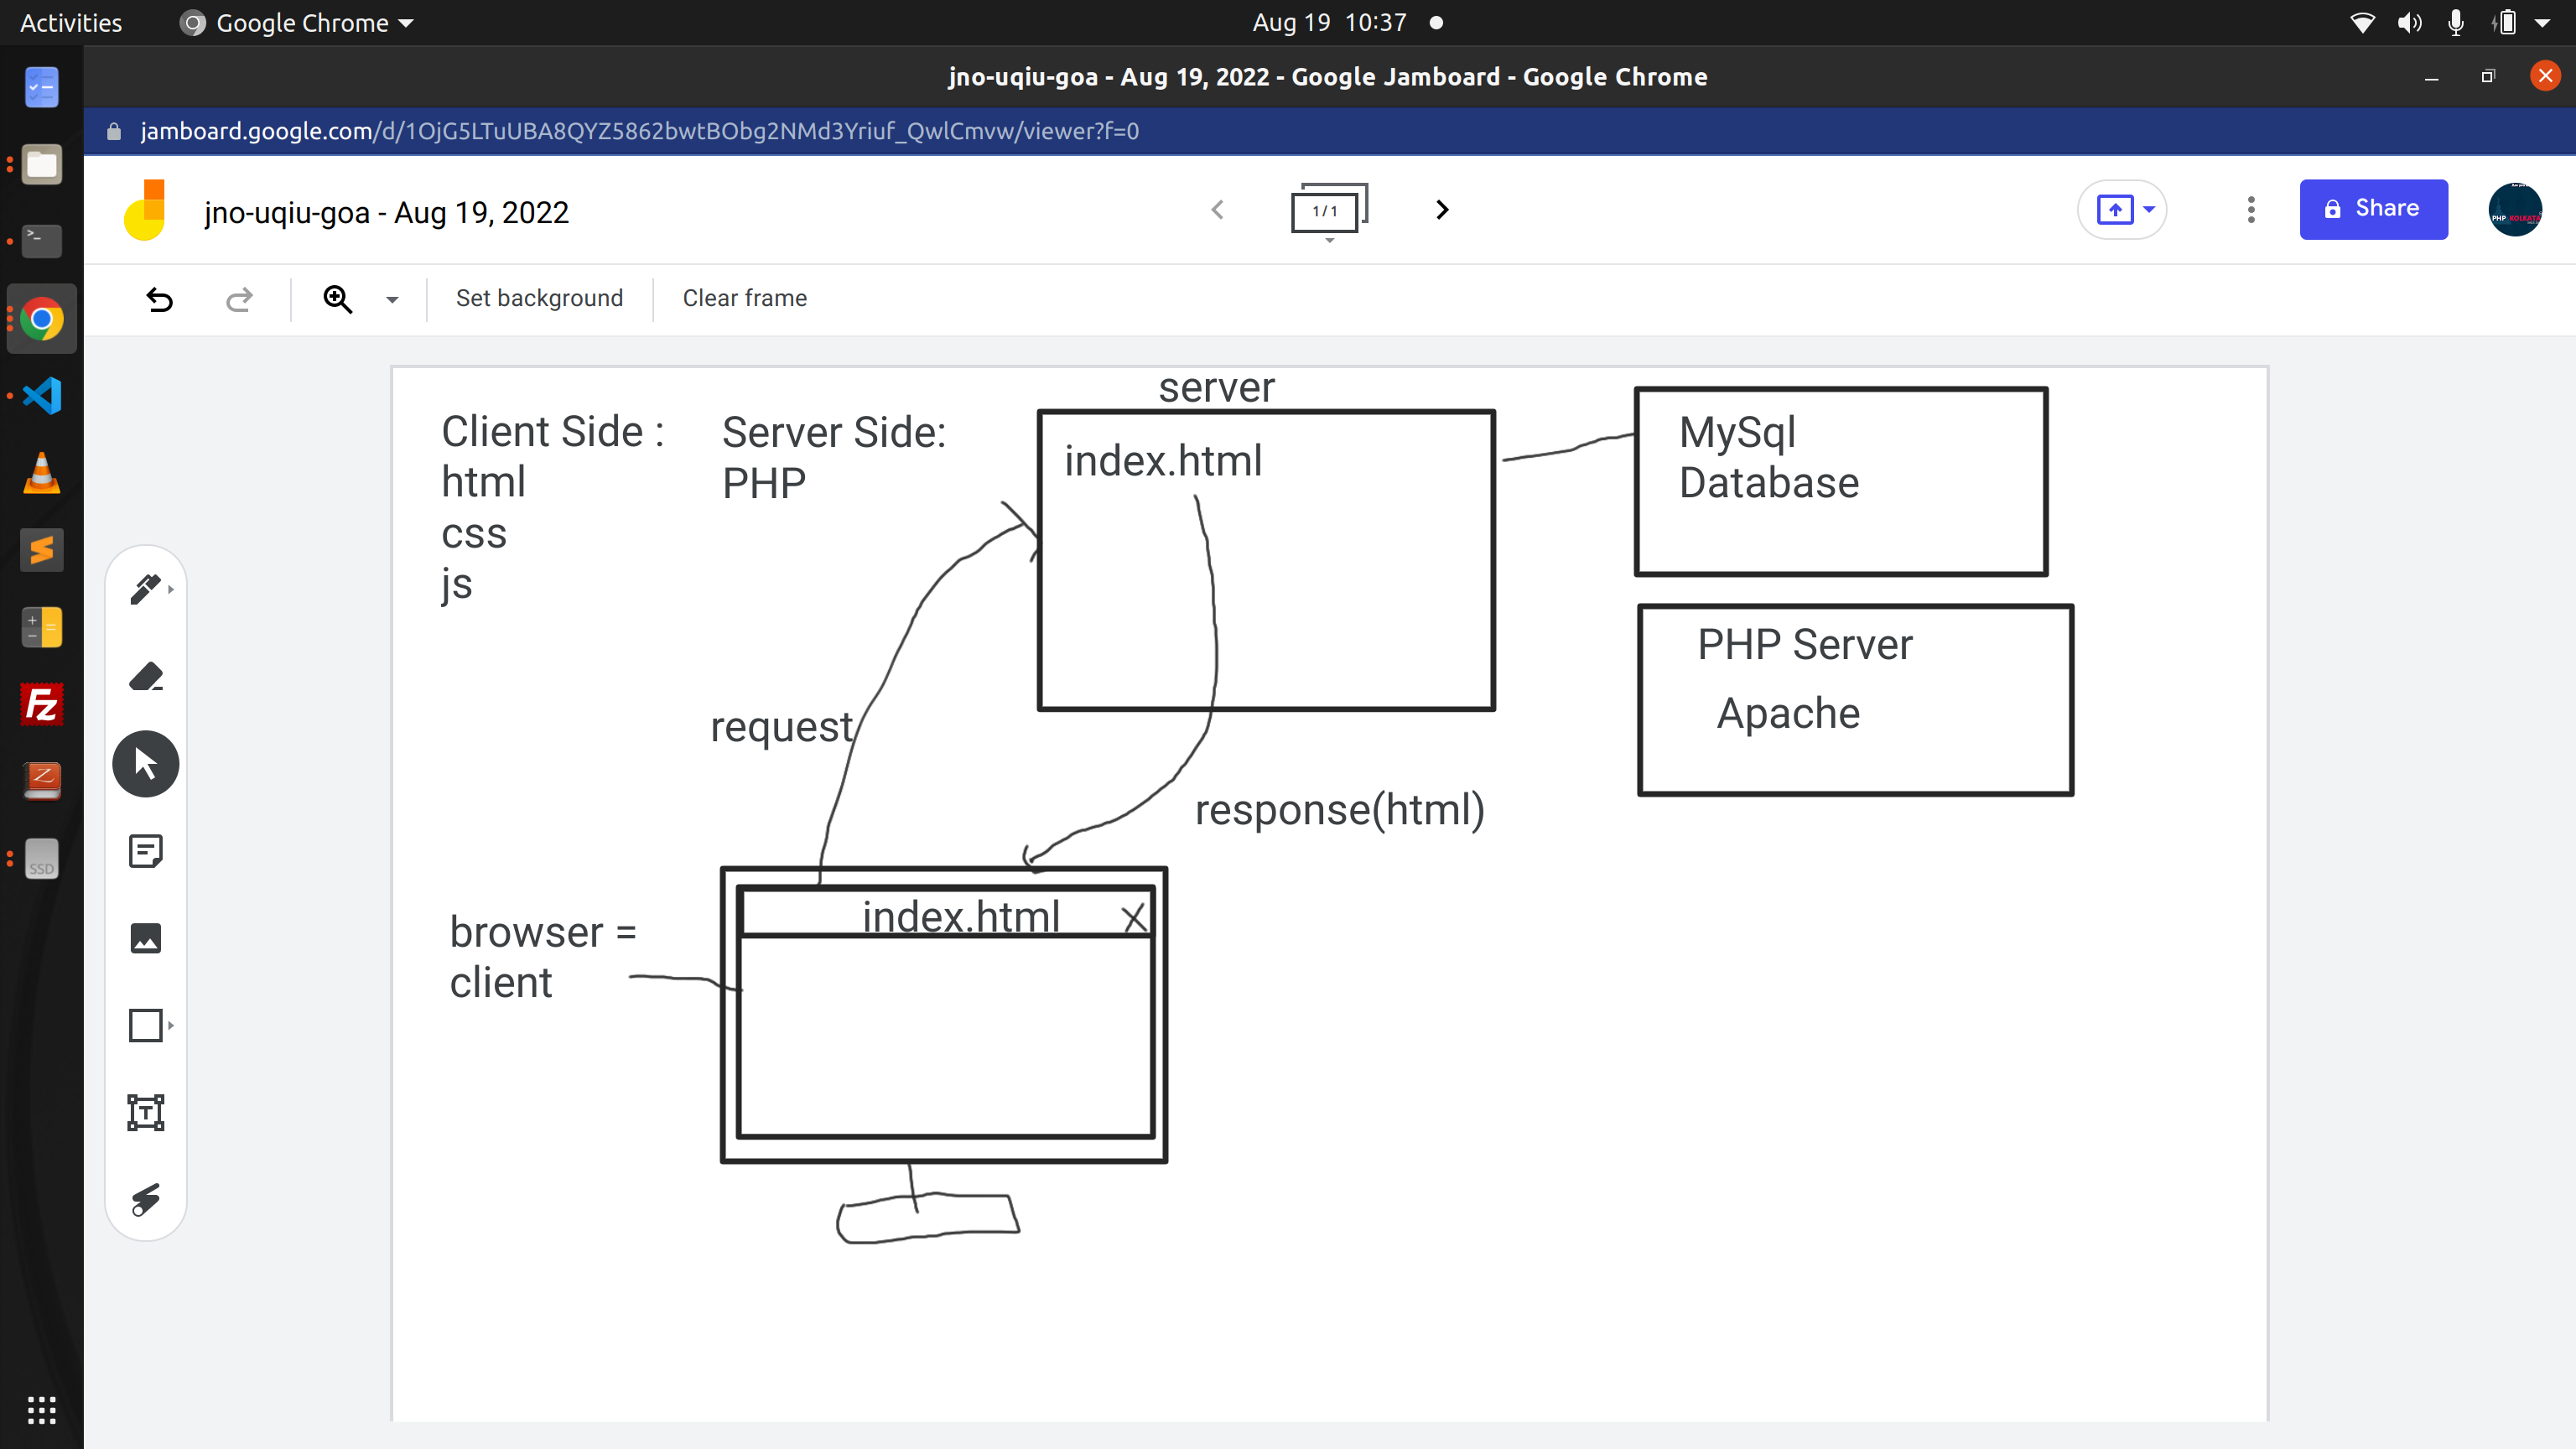 Activities
Google Chrome
Aug 19 10:37
jno-uqiu-goa - Aug 19, 2022 - Google Jamboard - Google Chrome
jamboard.google.com/d/1OjG5LTuUBA8QYZ5862bwtBObg2NMd3Yriuf_QwlCmvw/viewer?f=0
jno-uqiu-goa - Aug 19, 2022
1 / 1
Share
PHP KOLKATA
Set background
Clear frame
Client Side :
html
css
js
Server Side:
PHP
server
index.html
MySql
Database
PHP Server
Apache
request
response(html)
browser =
client
index.html
X
SSD